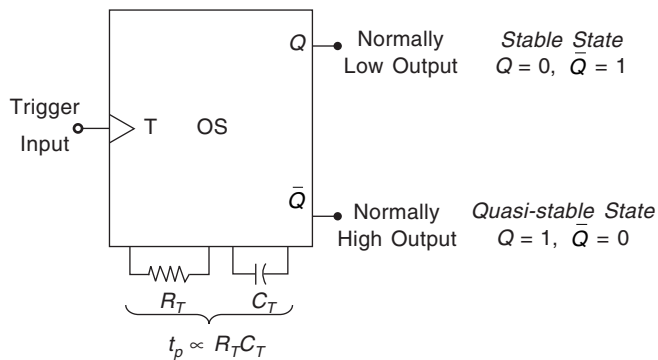 Q
Normally
Low Output
Stable State
Q = 0, Q̅ = 1
Trigger
Input
T
OS
Q̅
Normally
High Output
Quasi-stable State
Q = 1, Q̅ = 0
R_T
C_T
t_p ∝ R_TC_T